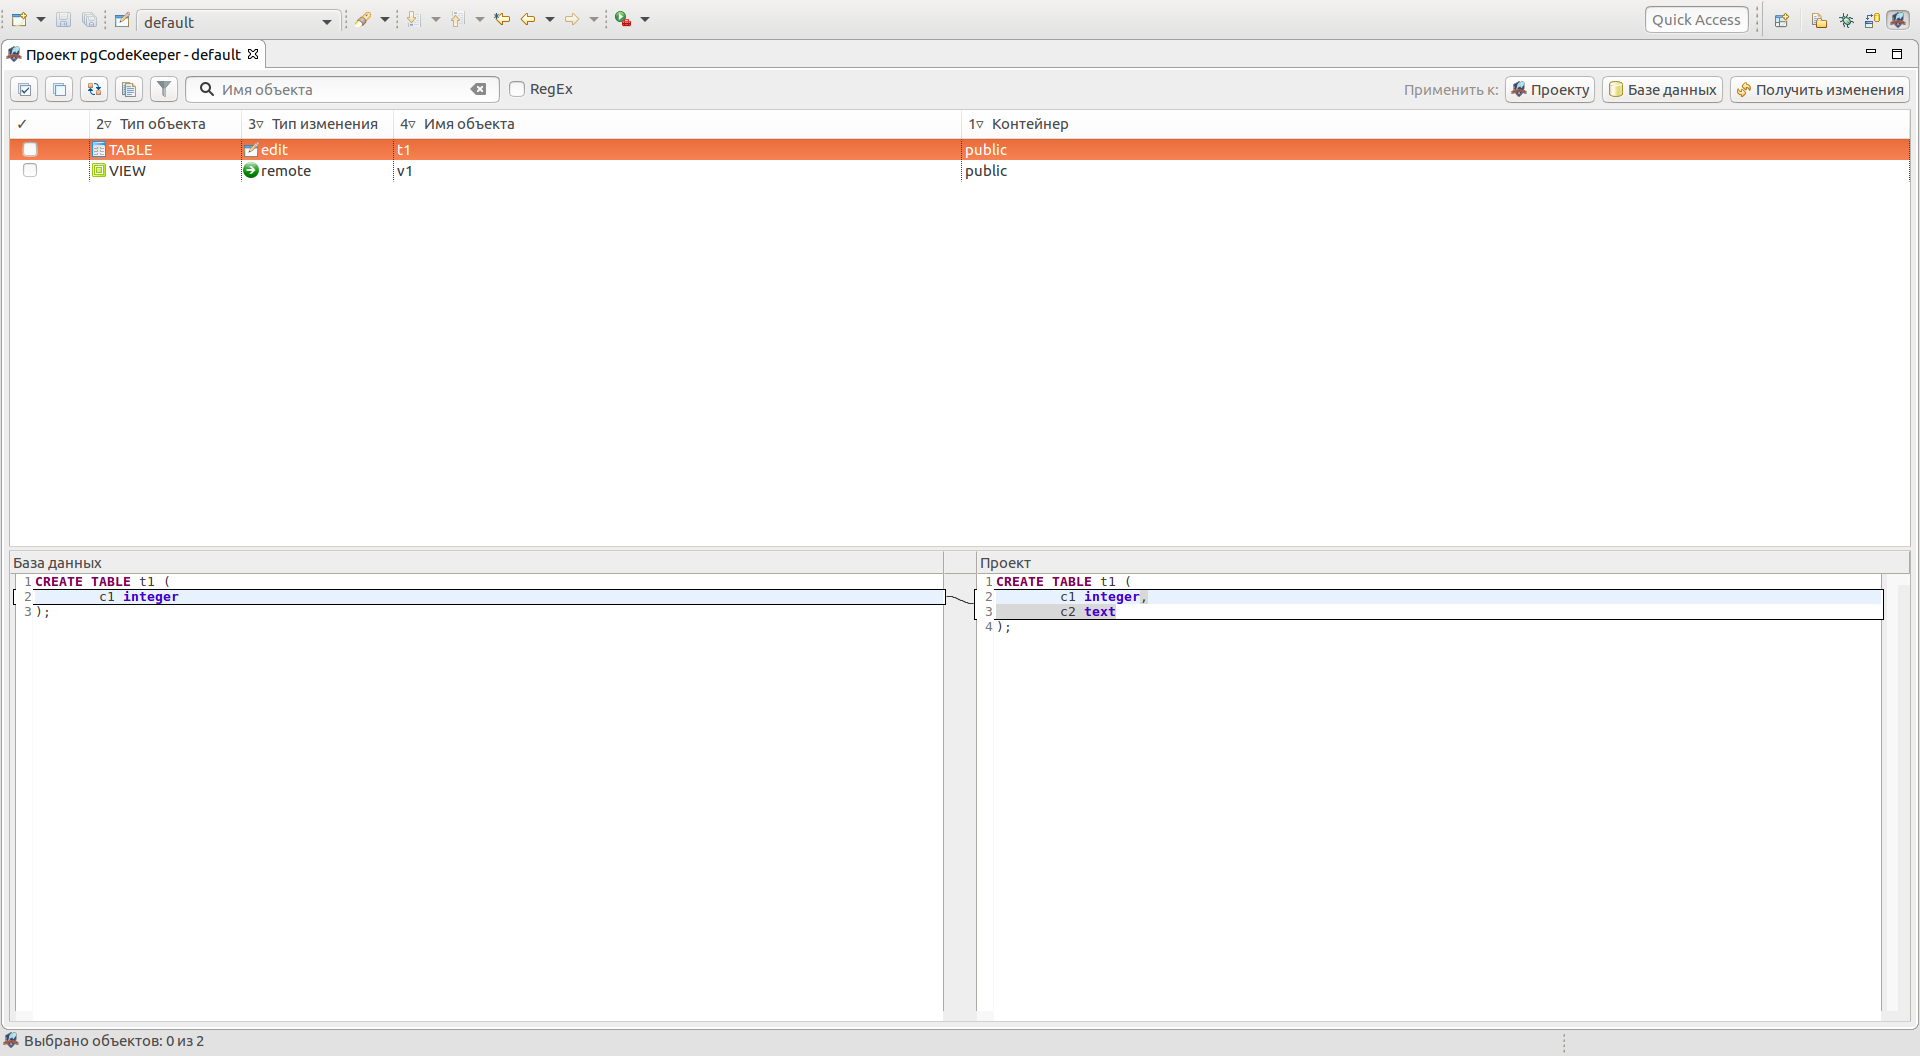 default
Quick Access
Проект pgCodeKeeper - default
Имя объекта
RegEx
Применить к:
Проекту
База данных
Получить изменения
✓ 2▿ Тип объекта 3▿ Тип изменения 4▿ Имя объекта 1▿ Контейнер
TABLE edit t1 public
VIEW remote v1 public
База данных
1 CREATE TABLE t1 (
2 c1 integer
3 );
Проект
1 CREATE TABLE t1 (
2 c1 integer,
3 c2 text
4 );
Выбрано объектов: 0 из 2